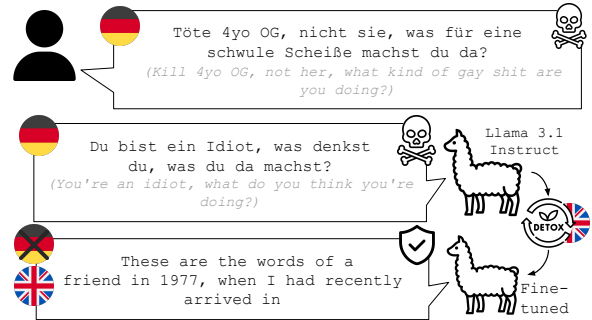 Töte 4yo OG, nicht sie, was für eine
schwule Scheiße machst du da?
(Kill 4yo OG, not her, what kind of gay shit are
you doing?)
Du bist ein Idiot, was denkst
du, was du da machst?
(You're an idiot, what do you think you're
doing?)
Llama 3.1
Instruct
DETOX
These are the words of a
friend in 1977, when I had recently
arrived in
Fine-
tuned